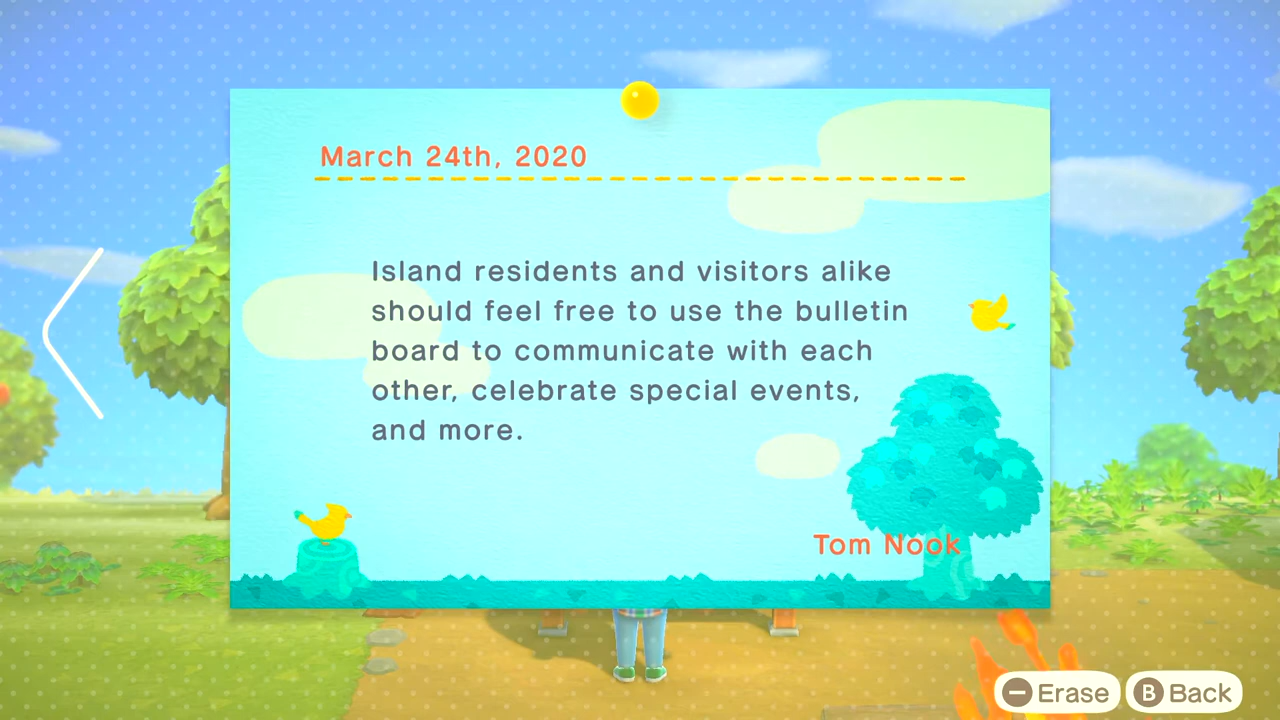 March 24th, 2020
Island residents and visitors alike
should feel free to use the bulletin
board to communicate with each
other, celebrate special events,
and more.
Tom Nook
Erase
B Back